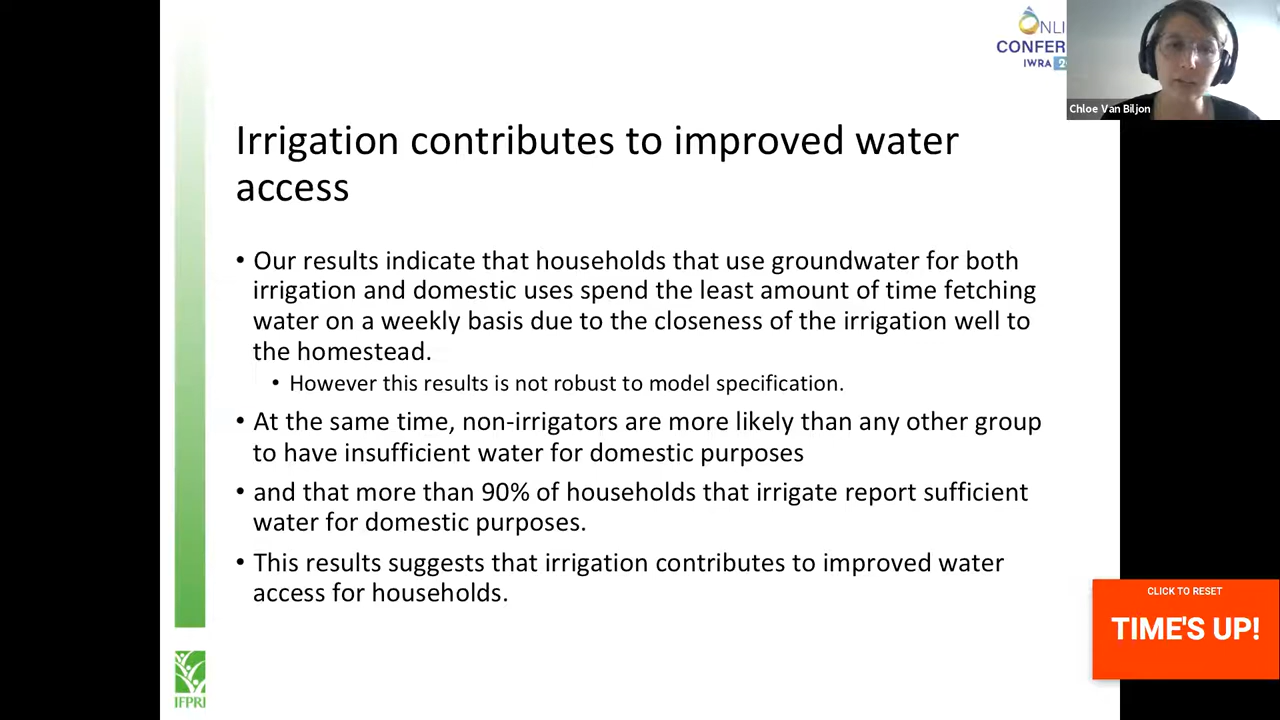 ONLI
CONFER
IWRA
Chloe Van Biljon
Irrigation contributes to improved water
access
• Our results indicate that households that use groundwater for both
irrigation and domestic uses spend the least amount of time fetching
water on a weekly basis due to the closeness of the irrigation well to
the homestead.
• However this results is not robust to model specification.
• At the same time, non-irrigators are more likely than any other group
to have insufficient water for domestic purposes
• and that more than 90% of households that irrigate report sufficient
water for domestic purposes.
• This results suggests that irrigation contributes to improved water
access for households.
CLICK TO RESET
TIME'S UP!
IFPRI